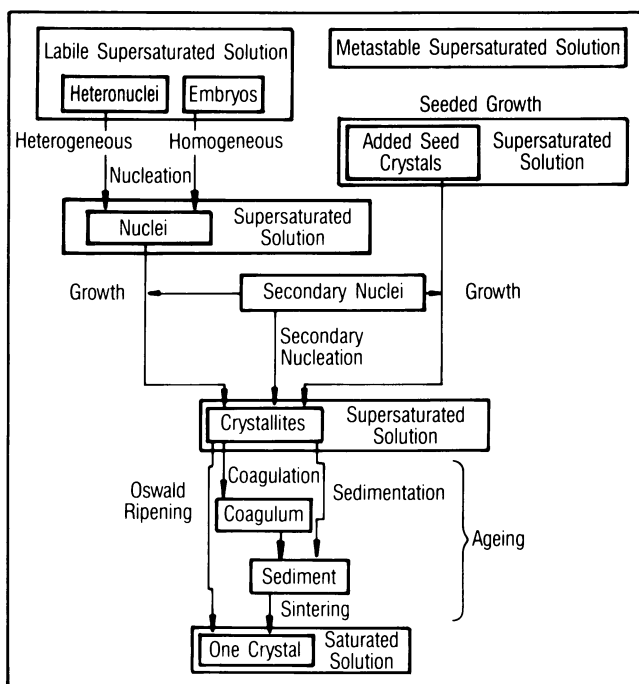 Labile Supersaturated Solution
Metastable Supersaturated Solution
Heteronuclei
Embryos
Seeded Growth
Heterogeneous
Homogeneous
Added Seed
Crystals
Supersaturated
Solution
Nucleation
Nuclei
Supersaturated
Solution
Growth
Secondary Nuclei
Growth
Secondary
Nucleation
Crystallites
Supersaturated
Solution
Oswald
Ripening
Coagulation
Sedimentation
Coagulum
Ageing
Sediment
Sintering
One Crystal
Saturated
Solution